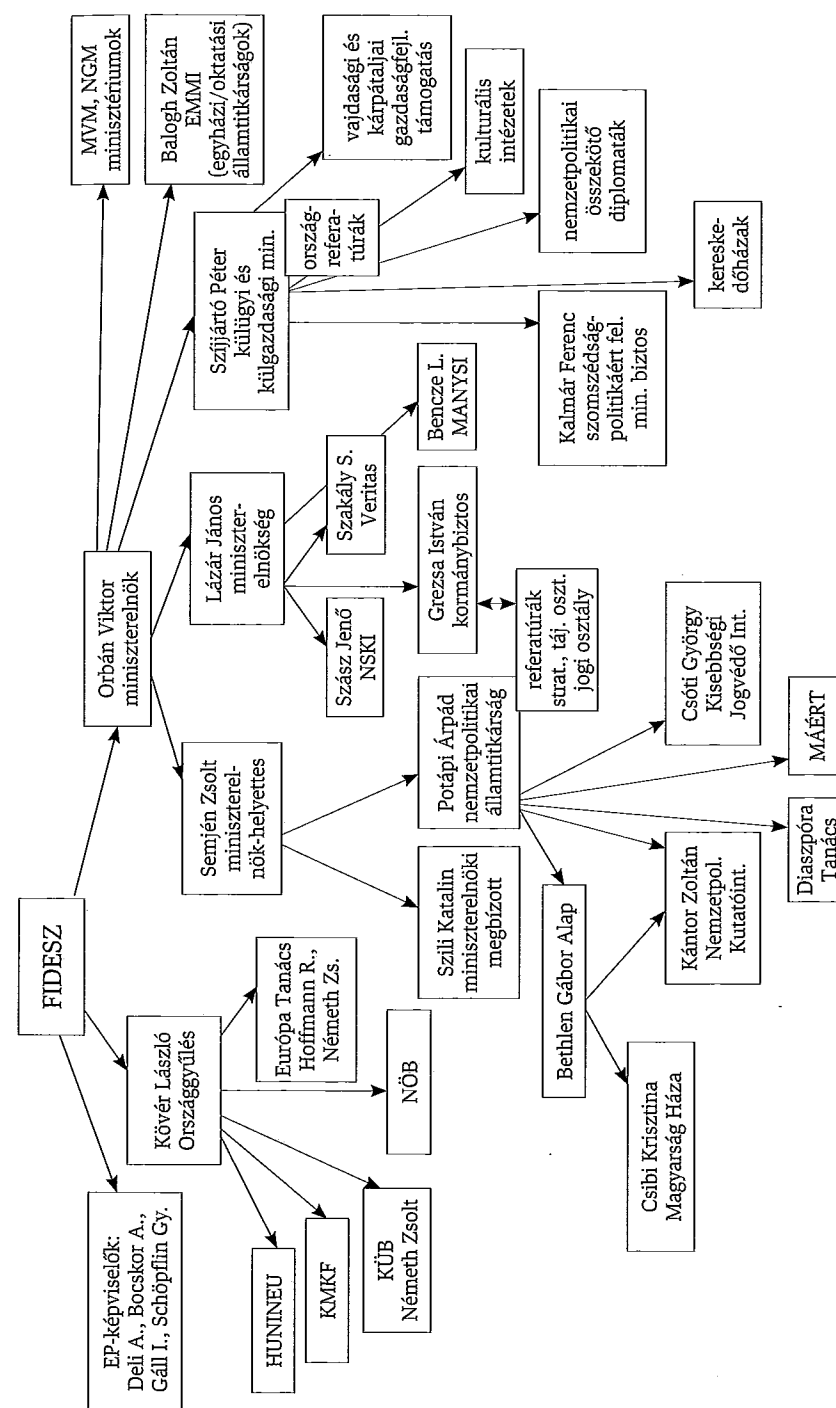 FIDESZ
EP-képviselők:
Deli A., Bocskor A.,
Gáll I., Schöpflin Gy.
Kövér László
Országgyűlés
Orbán Viktor
miniszterelnök
MVM, NGM
minisztériumok
Balogh Zoltán
EMMI
(egyházi/oktatási
államtitkárságok)
HUNINEU
KMKF
KÜB
Németh Zsolt
NÖB
Európa Tanács
Hoffmann R.,
Németh Zs.
Semjén Zsolt
miniszterel-
nök-helyettes
Lázár János
miniszter-
elnökség
Szíjjártó Péter
külügyi és
külgazdasági min.
ország-
refera-
túrák
vajdasági és
kárpátaljai
gazdaságfejl.
támogatás
kulturális
intézetek
nemzetpolitikai
összekötő
diplomaták
kereske-
dőházak
Kalmár Ferenc
szomszédság-
politikáért fel.
min. biztos
Szász Jenő
NSKI
Szakály S.
Veritas
Bencze L.
MANYSI
Grezsa István
kormánybiztos
referatúrák
strat., táj. oszt.
jogi osztály
Szili Katalin
miniszterelnöki
megbízott
Potápi Árpád
nemzetpolitikai
államtitkárság
Bethlen Gábor Alap
Csibi Krisztina
Magyarság Háza
Kántor Zoltán
Nemzetpol.
Kutatóint.
Diaszpóra
Tanács
MÁÉRT
Csóti György
Kisebbségi
Jogvédő Int.